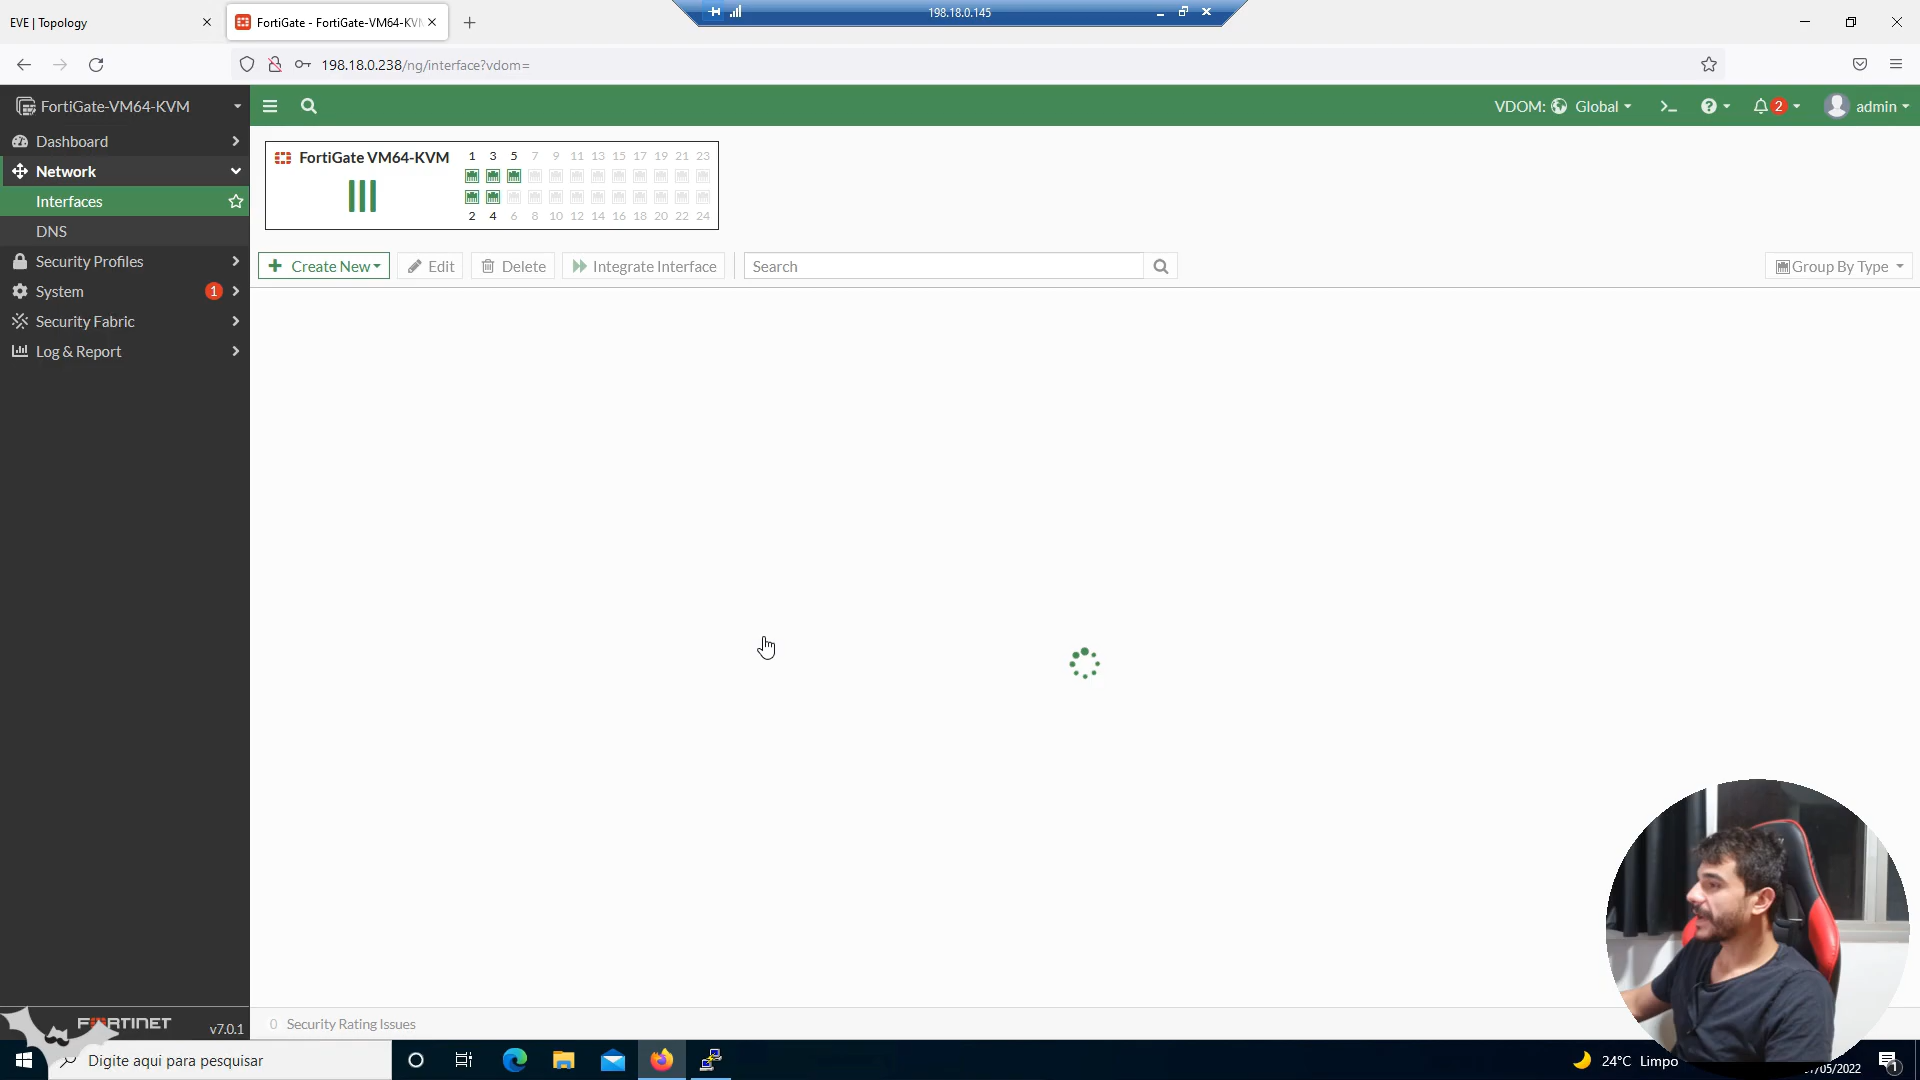 EVE | Topology
FortiGate - FortiGate-VM64-KVM
198.18.0.145
198.18.0.238/ng/interface?vdom=
FortiGate-VM64-KVM
VDOM: Global
2
admin
Dashboard
Network
Interfaces
DNS
Security Profiles
System
1
Security Fabric
Log & Report
FortiGate VM64-KVM
1 3 5 7 9 11 13 15 17 19 21 23
2 4 6 8 10 12 14 16 18 20 22 24
Create New
Edit
Delete
Integrate Interface
Search
Group By Type
FORTINET
v7.0.1
0 Security Rating Issues
Digite aqui para pesquisar
24°C Limpo
1